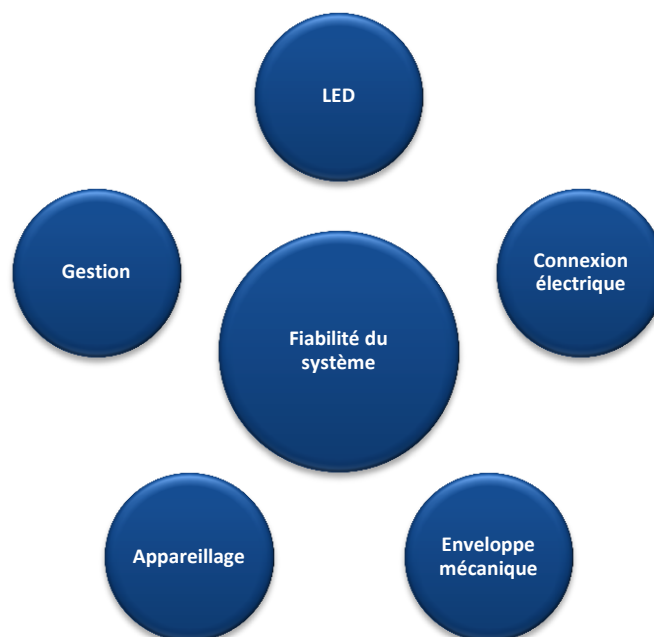 LED
Gestion
Connexion
électrique
Fiabilité du
système
Appareillage
Enveloppe
mécanique